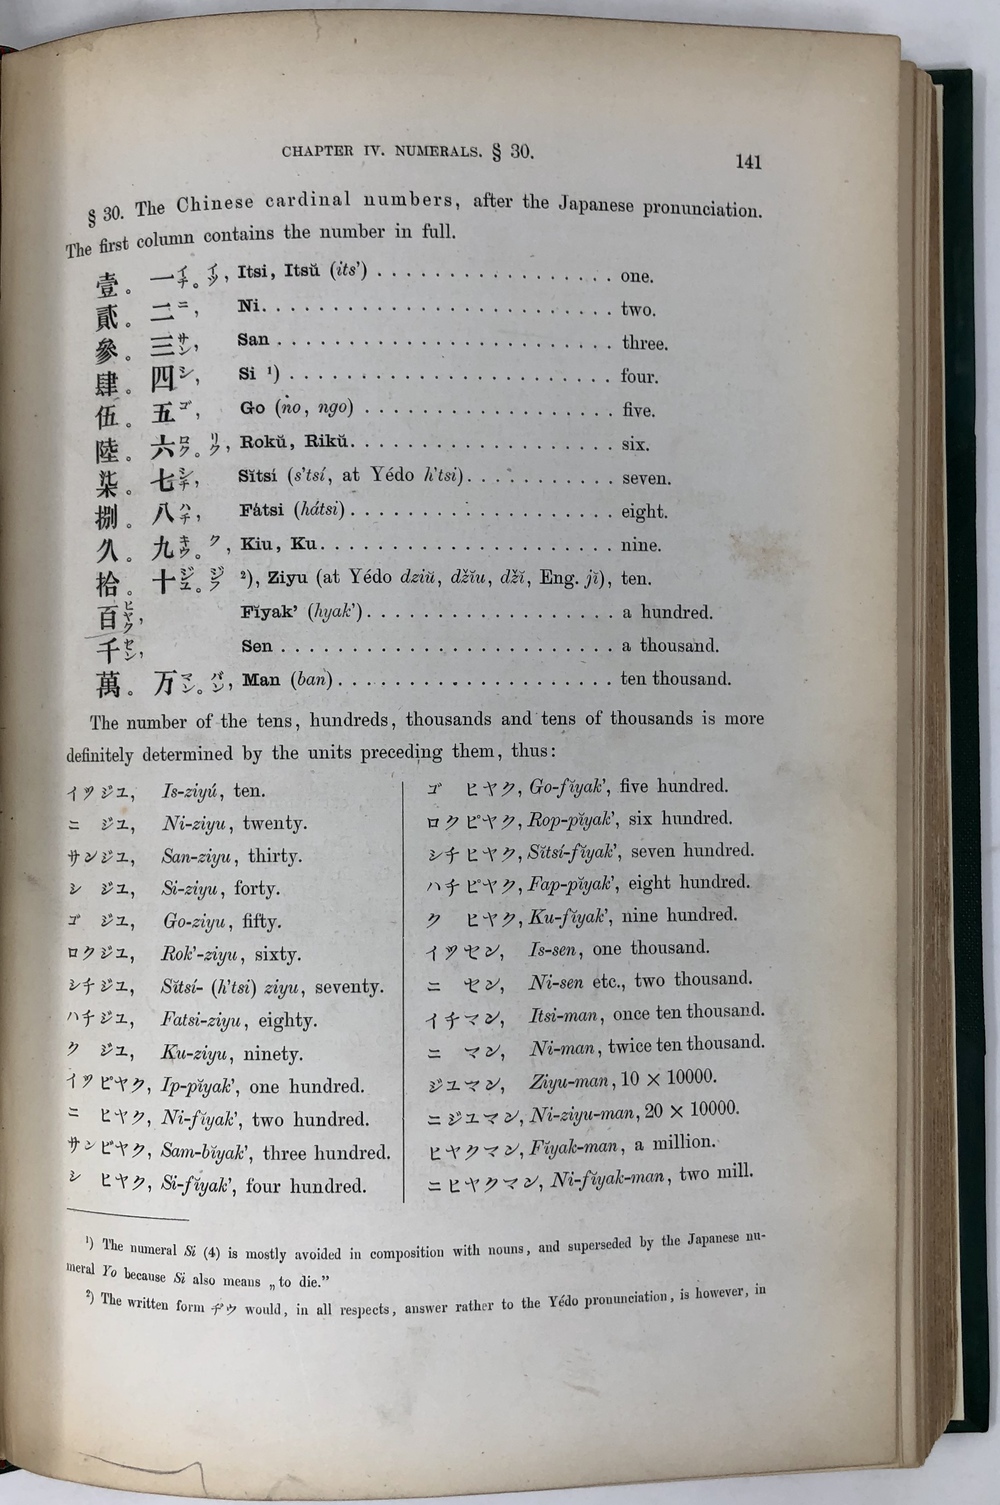 CHAPTER IV. NUMERALS. § 30.
141
§ 30. The Chinese cardinal numbers, after the Japanese pronunciation.
The first column contains the number in full.
壹。 一イチ。イツ, Itsi, Itsŭ (its’) . . . . . . . . . . . . . . . . . one.
貳。 二ニ, Ni. . . . . . . . . . . . . . . . . . . . . . . . . two.
參。 三サン, San . . . . . . . . . . . . . . . . . . . . . . . . three.
肆。 四シ, Si ¹) . . . . . . . . . . . . . . . . . . . . . . . four.
伍。 五ゴ, Go (no, ngo) . . . . . . . . . . . . . . . . . . five.
陸。 六ロク。リク, Rokŭ, Rikŭ. . . . . . . . . . . . . . . . . . . six.
柒。 七シチ, Sĭtsí (s’tsí, at Yédo h’tsi). . . . . . . . . . . seven.
捌。 八ハチ, Fátsi (hátsi) . . . . . . . . . . . . . . . . . . . eight.
久。 九キウ。ク, Kiu, Ku. . . . . . . . . . . . . . . . . . . . . nine.
拾。 十ジユ。ジフ ²), Ziyu (at Yédo dziŭ, džĭu, džĭ, Eng. jĭ), ten.
百ヒヤク, Fĭyak’ (hyak’) . . . . . . . . . . . . . . . . . . a hundred.
千セン, Sen . . . . . . . . . . . . . . . . . . . . . . . . a thousand.
萬。 万マン。バン, Man (ban) . . . . . . . . . . . . . . . . . . . . ten thousand.
The number of the tens, hundreds, thousands and tens of thousands is more
definitely determined by the units preceding them, thus:
イツジユ, Is-ziyú, ten.
ニ ジユ, Ni-ziyu, twenty.
サンジユ, San-ziyu, thirty.
シ ジユ, Si-ziyu, forty.
ゴ ジユ, Go-ziyu, fifty.
ロクジユ, Rok’-ziyu, sixty.
シチジユ, Sĭtsí- (h’tsí) ziyu, seventy.
ハチジユ, Fatsi-ziyu, eighty.
ク ジユ, Ku-ziyu, ninety.
イツピヤク, Ip-pĭyak’, one hundred.
ニ ヒヤク, Ni-fĭyak’, two hundred.
サンビヤク, Sam-bĭyak’, three hundred.
シ ヒヤク, Si-fĭyak’, four hundred.
ゴ ヒヤク, Go-fĭyak’, five hundred.
ロクピヤク, Rop-pĭyak’, six hundred.
シチヒヤク, Sĭtsí-fĭyak’, seven hundred.
ハチピヤク, Fap-pĭyak’, eight hundred.
ク ヒヤク, Ku-fĭyak’, nine hundred.
イツセン, Is-sen, one thousand.
ニ セン, Ni-sen etc., two thousand.
イチマン, Itsi-man, once ten thousand.
ニ マン, Ni-man, twice ten thousand.
ジユマン, Ziyu-man, 10 × 10000.
ニジユマン, Ni-ziyu-man, 20 × 10000.
ヒヤクマン, Fĭyak-man, a million.
ニヒヤクマン, Ni-fĭyak-man, two mill.
¹) The numeral Si (4) is mostly avoided in composition with nouns, and superseded by the Japanese nu-
meral Yo because Si also means „to die.”
²) The written form ヂウ would, in all respects, answer rather to the Yédo pronunciation, is however, in